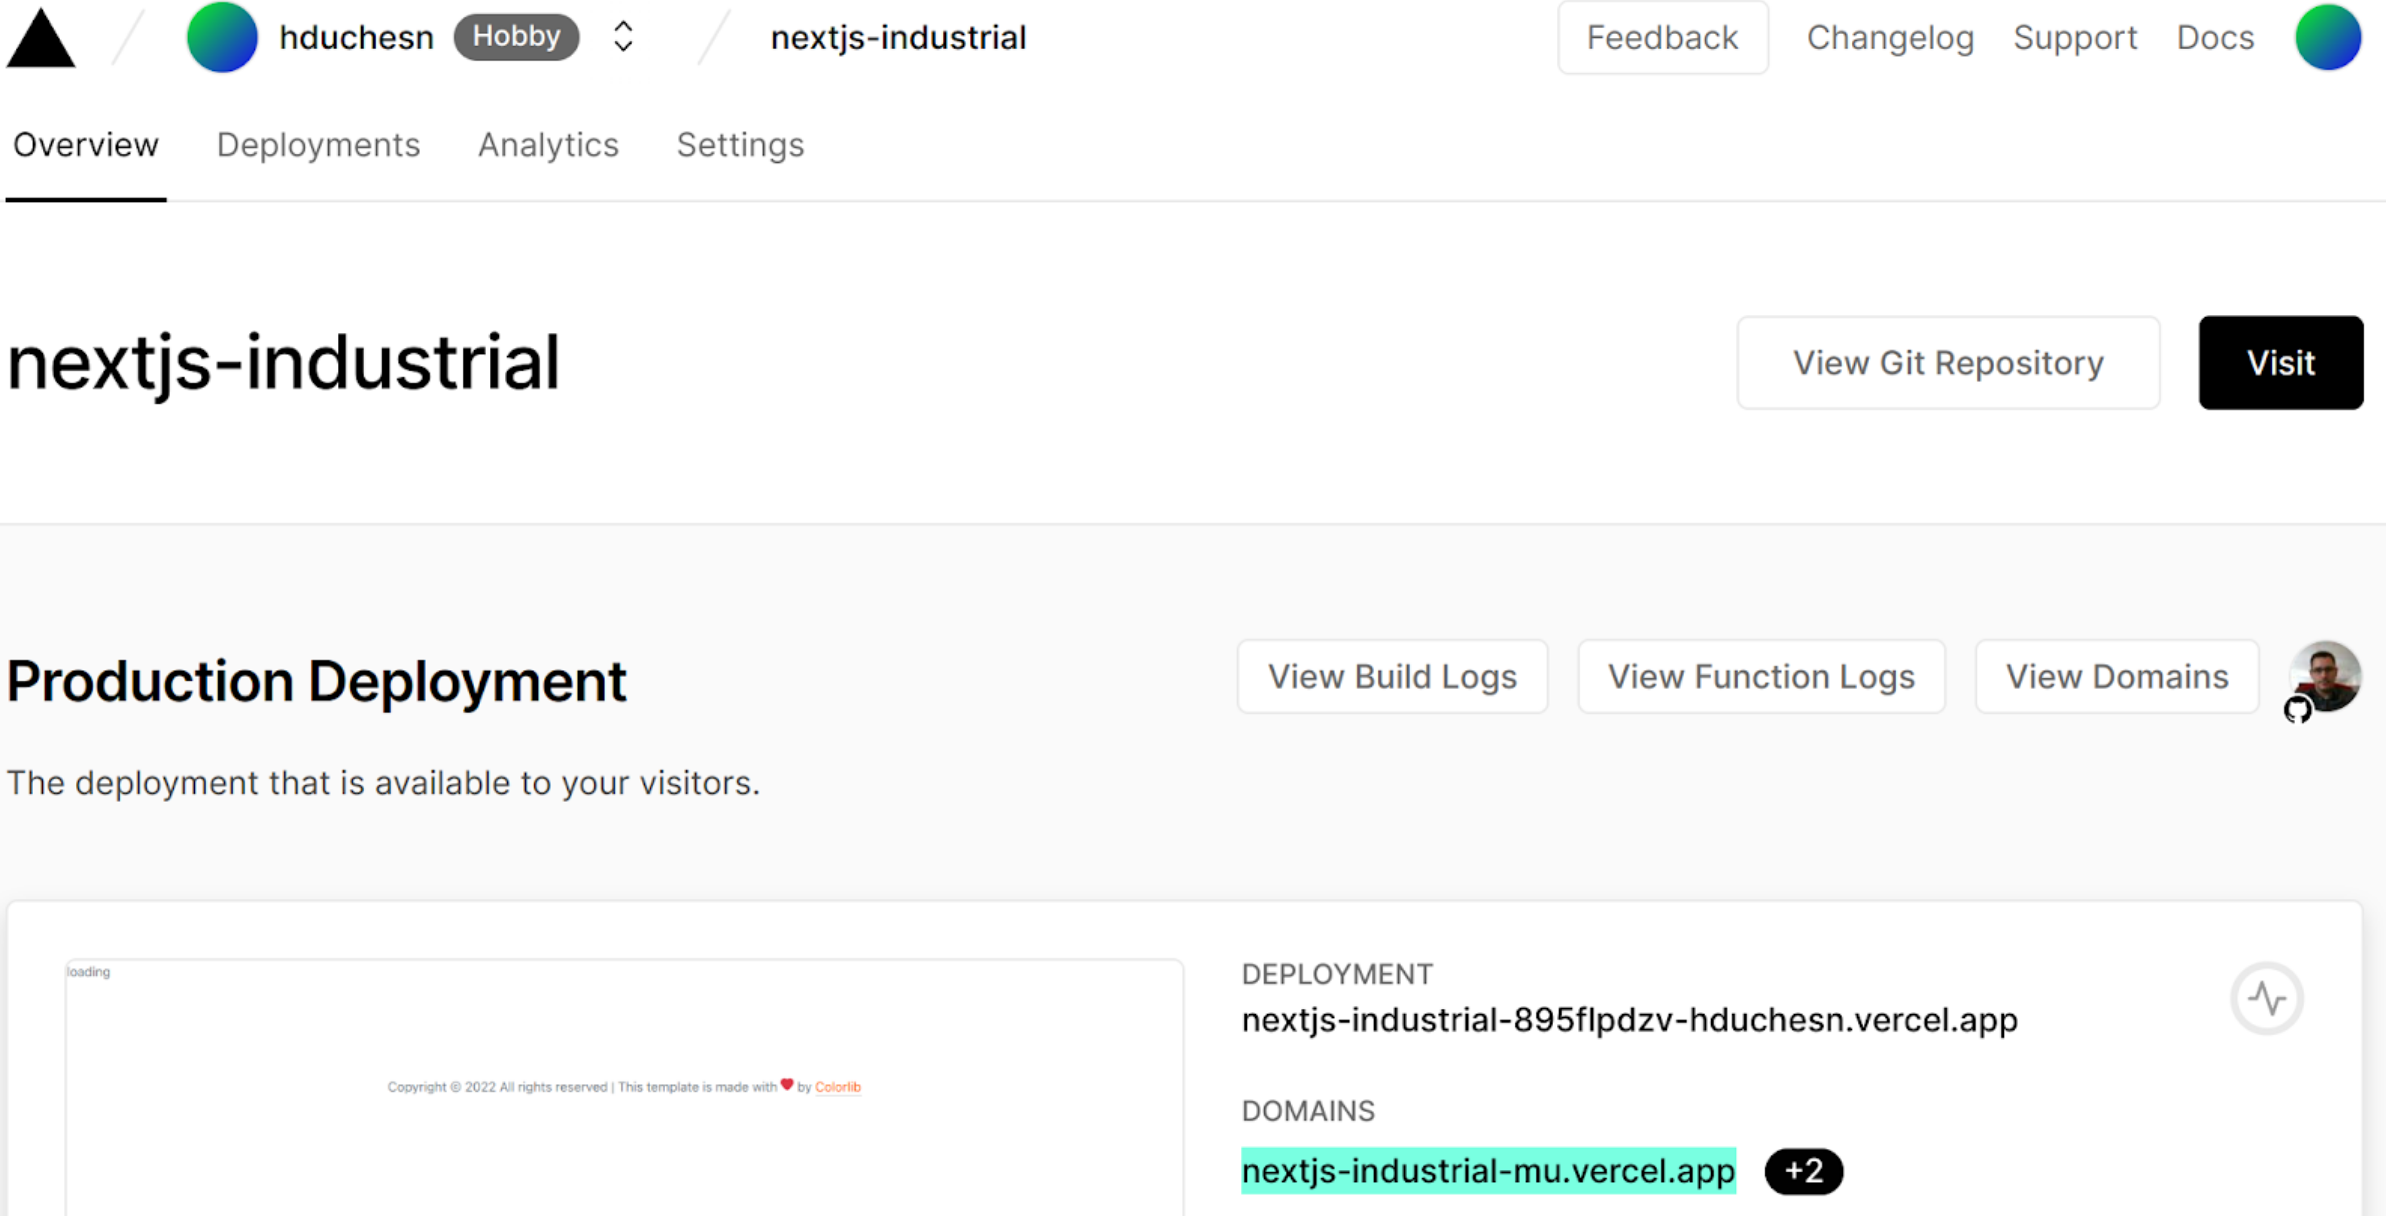 hduchesn Hobby nextjs-industrial Feedback Changelog Support Docs
Overview Deployments Analytics Settings
nextjs-industrial View Git Repository Visit
Production Deployment View Build Logs View Function Logs View Domains
The deployment that is available to your visitors.
loading
Copyright © 2022 All rights reserved | This template is made with ❤ by Colorlib
DEPLOYMENT
nextjs-industrial-895flpdzv-hduchesn.vercel.app
DOMAINS
nextjs-industrial-mu.vercel.app +2